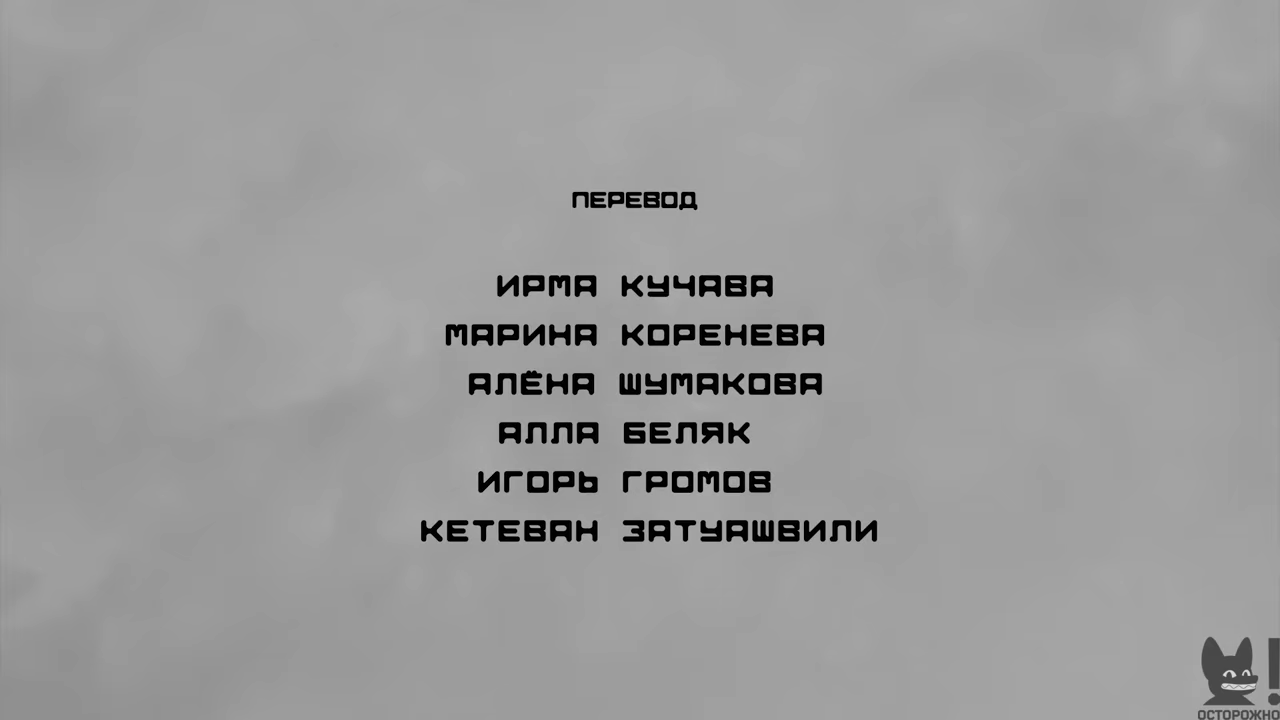 ПЕРЕВОД
ИРМА КУЧАВА
МАРИНА КОРЕНЕВА
АЛЁНА ШУМАКОВА
АЛЛА БЕЛЯК
ИГОРЬ ГРОМОВ
КЕТЕВАН ЗАТУАШВИЛИ
!
ОСТОРОЖНО